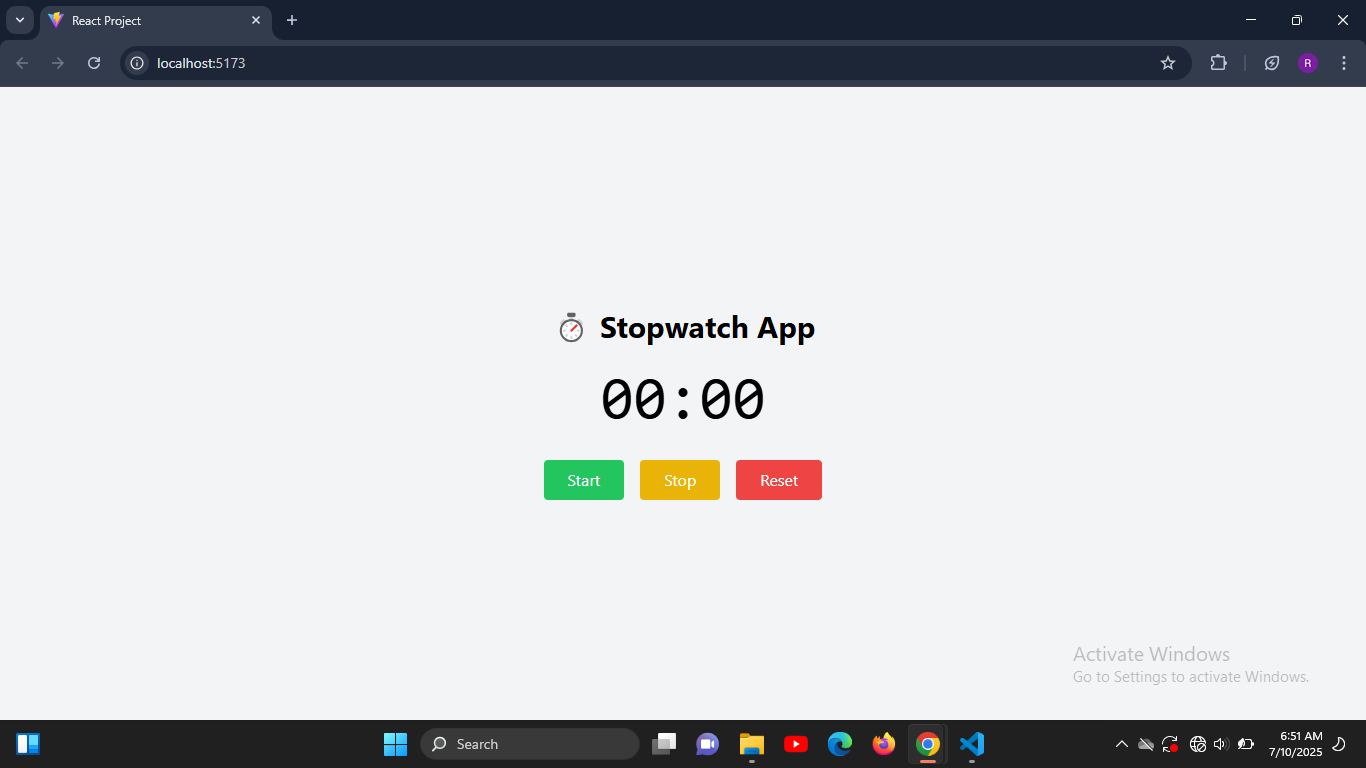 React Project
localhost:5173
R
⏱ Stopwatch App
00:00
Start Stop Reset
Activate Windows
Go to Settings to activate Windows.
Search
6:51 AM
7/10/2025